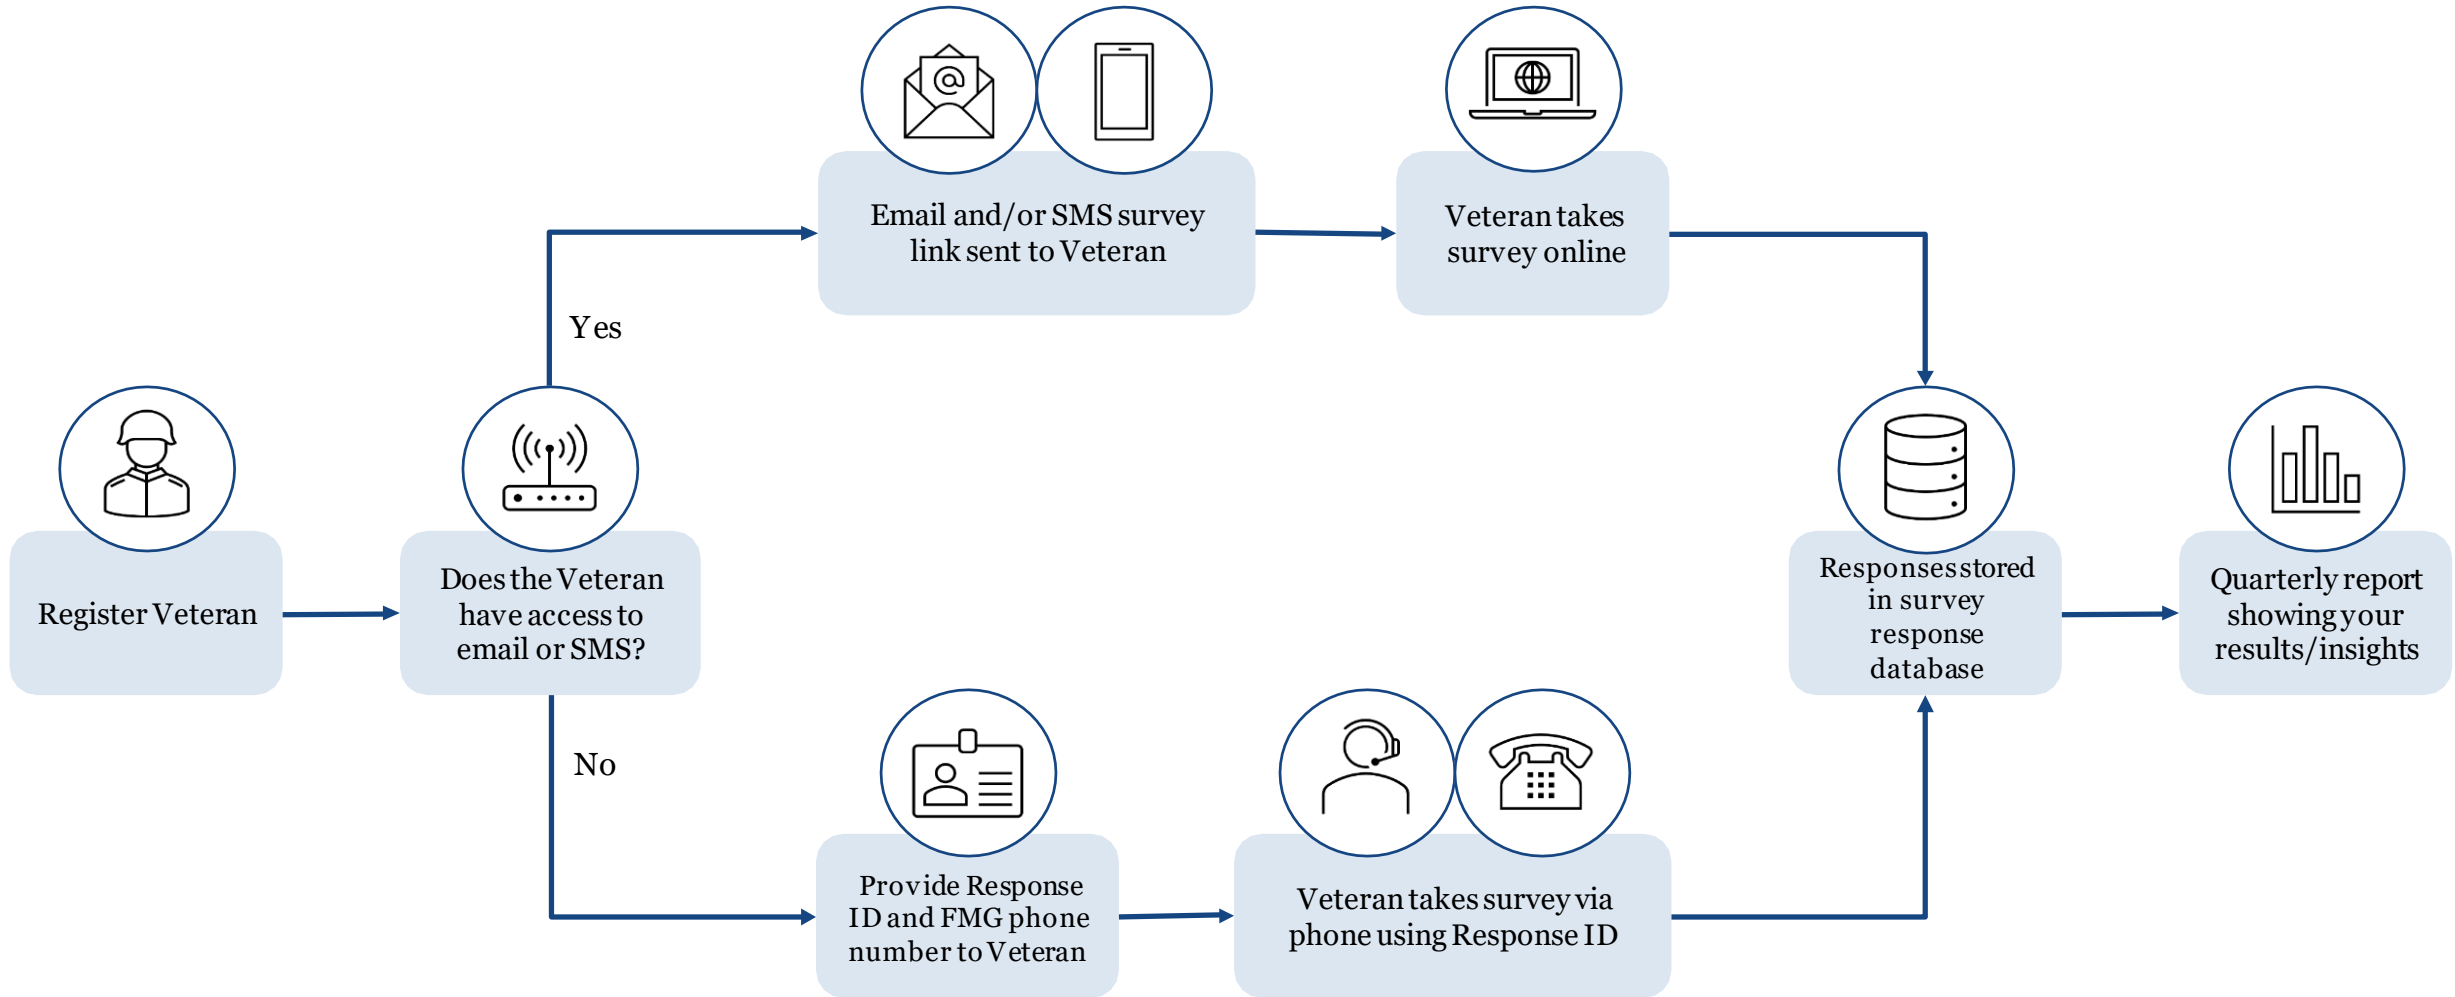 Email and/or SMS survey
link sent to Veteran
Veteran takes
survey online
Yes
Register Veteran
Does the Veteran
have access to
email or SMS?
Responses stored
in survey
response
database
Quarterly report
showing your
results/insights
No
Provide Response
ID and FMG phone
number to Veteran
Veteran takes survey via
phone using Response ID
@